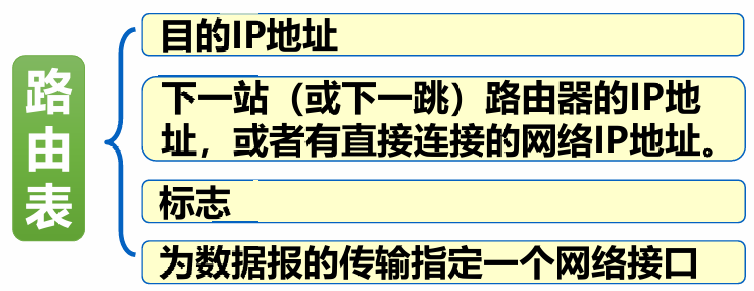 路由表
目的IP地址
下一站（或下一跳）路由器的IP地
址，或者有直接连接的网络IP地址。
标志
为数据报的传输指定一个网络接口